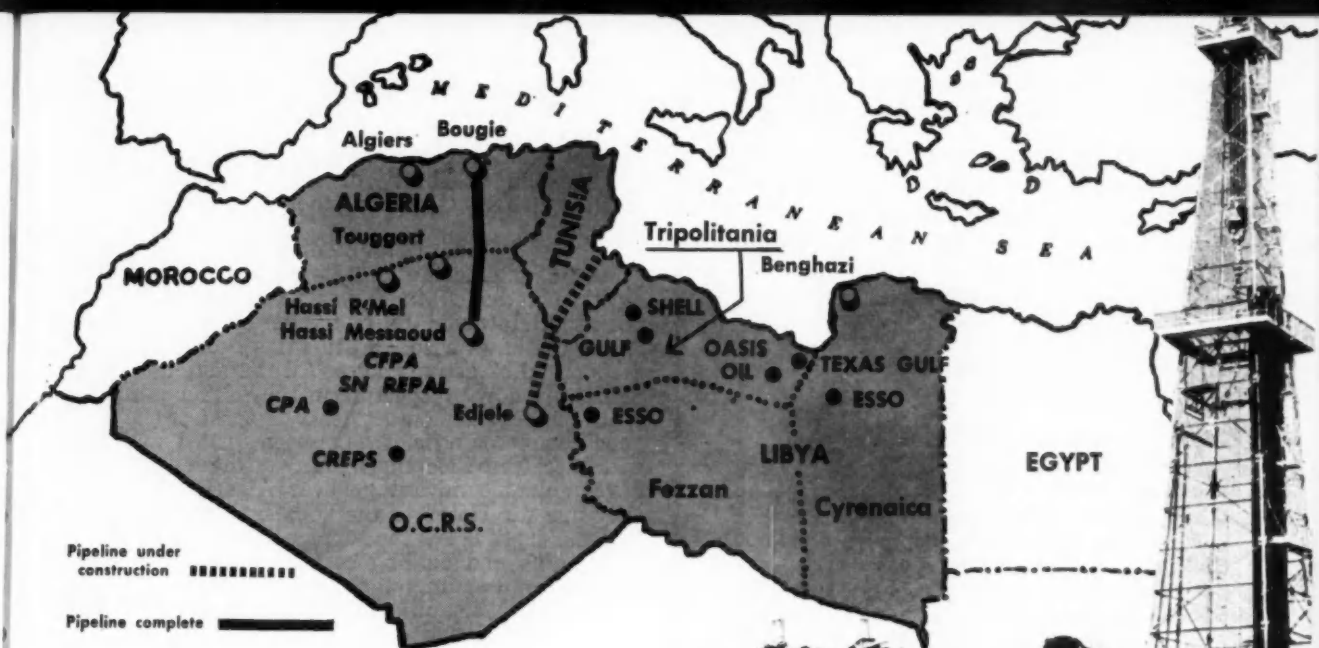 MEDITERRANEAN SEA
Algiers
Bougie
ALGERIA
Touggort
TUNISIA
Tripolitania
Benghazi
MOROCCO
Hassi R'Mel
Hassi Messaoud
CFPA
SN REPAL
CPA
CREPS
Edjele
O.C.R.S.
SHELL
GULF
OASIS
OIL
TEXAS GULF
ESSO
ESSO
LIBYA
Fezzan
Cyrenaica
EGYPT
Pipeline under
construction
Pipeline complete